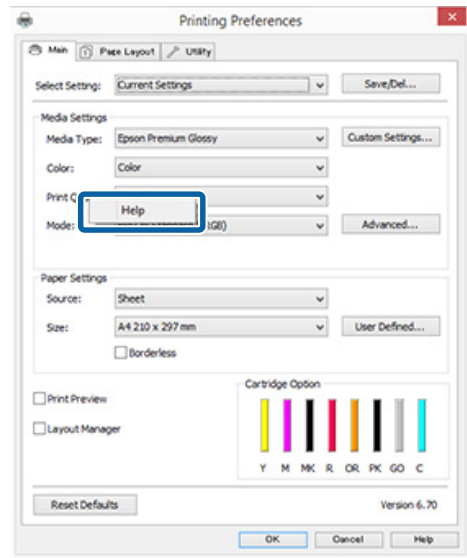 Printing Preferences
Main Page Layout Utility
Select Setting: Current Settings Save/Del...
Media Settings
Media Type: Epson Premium Glossy Custom Settings...
Color: Color
Print
Help
Mode: RGB) Advanced...
Paper Settings
Source: Sheet
Size: A4 210 x 297 mm User Defined...
Borderless
Print Preview
Layout Manager
Cartridge Option
Y M MK R OR PK GO C
Reset Defaults Version 6.70
OK Cancel Help